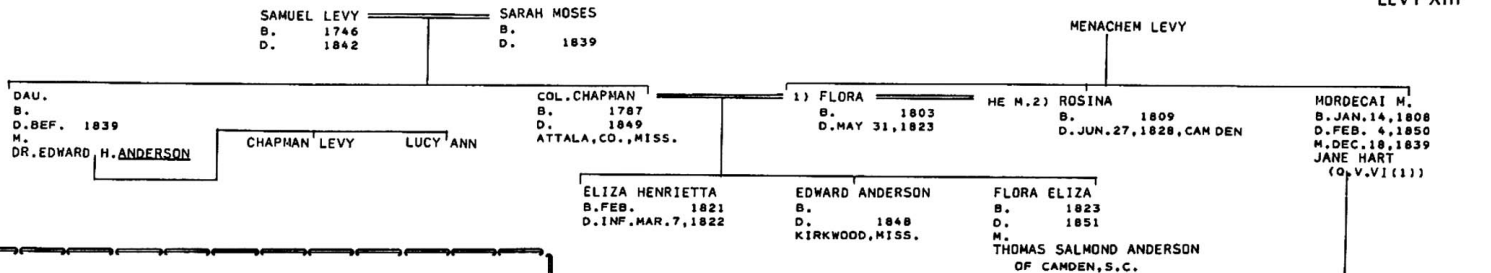 LEVY XIII
SAMUEL LEVY
B. 1746
D. 1842
SARAH MOSES
B.
D. 1839
MENACHEM LEVY
DAU.
B.
D.BEF. 1839
M.
DR.EDWARD H.ANDERSON
CHAPMAN LEVY
LUCY ANN
COL.CHAPMAN
B. 1787
D. 1849
ATTALA,CO.,MISS.
1) FLORA
B. 1803
D.MAY 31,1823
HE M.2) ROSINA
B. 1809
D.JUN.27,1828,CAMDEN
MORDECAI M.
B.JAN.14,1808
D.FEB. 4,1850
M.DEC.18,1839
JANE HART
(Q.V.VI(1))
ELIZA HENRIETTA
B.FEB. 1821
D.INF.MAR.7,1822
EDWARD ANDERSON
B.
D. 1848
KIRKWOOD,MISS.
FLORA ELIZA
B. 1823
D. 1851
M.
THOMAS SALMOND ANDERSON
OF CAMDEN,S.C.